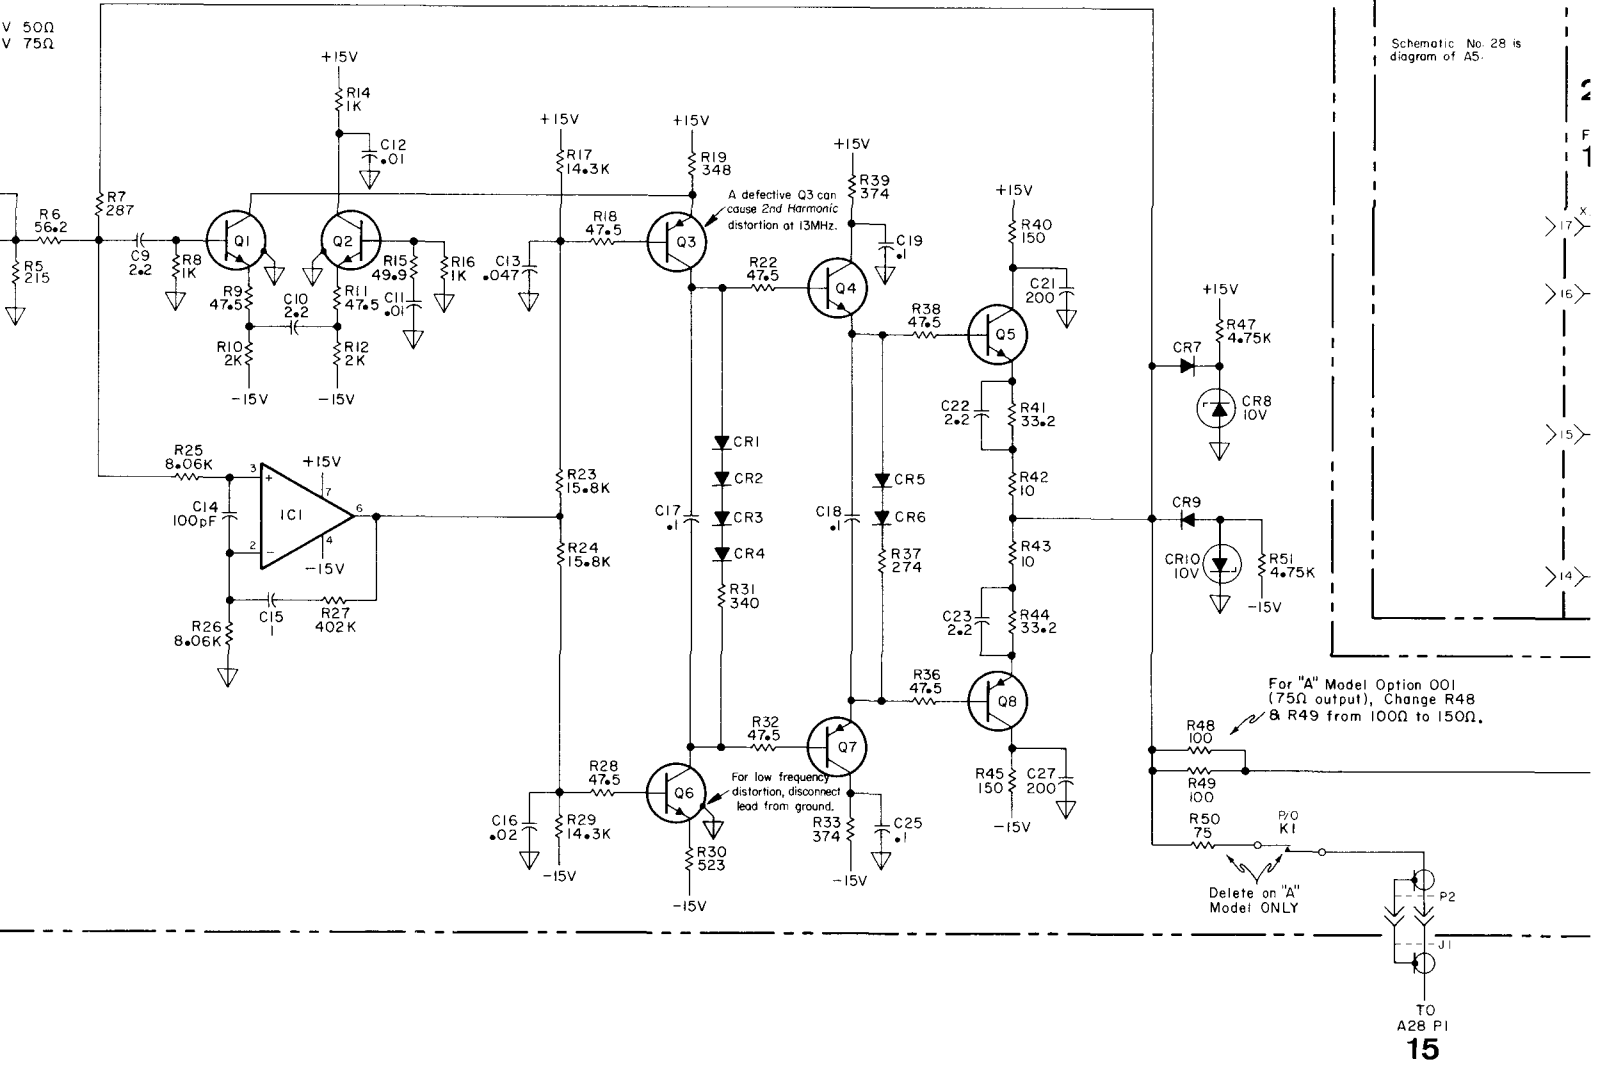 V 50Ω
V 75Ω
+15V
R14
1K
C12
.01
R7
287
R6
56.2
R5
215
C9
2.2
R8
1K
Q1
Q2
R9
47.5
C10
2.2
R11
47.5
R15
49.9
R16
1K
C11
.01
R10
2K
R12
2K
-15V
-15V
+15V
R17
14.3K
+15V
R19
348
A defective Q3 can
cause 2nd Harmonic
distortion at 13MHz.
R18
47.5
Q3
C13
.047
+15V
R39
374
C19
.1
R22
47.5
Q4
+15V
R40
150
C21
200
R38
47.5
Q5
C22
2.2
R41
33.2
R42
10
R43
10
C23
2.2
R44
33.2
R25
8.06K
+15V
3
+
7
C14
100pF
IC1
6
2
-
4
-15V
C15
1
R27
402K
R26
8.06K
R23
15.8K
R24
15.8K
C17
.1
CR1
CR2
CR3
CR4
R31
340
C18
.1
CR5
CR6
R37
274
R36
47.5
Q8
R32
47.5
Q7
R28
47.5
Q6
For low frequency
distortion, disconnect
lead from ground.
C16
.02
R29
14.3K
-15V
R30
523
-15V
R33
374
C25
.1
-15V
R45
150
C27
200
-15V
+15V
R47
4.75K
CR7
CR8
10V
CR9
CR10
10V
R51
4.75K
-15V
Schematic No. 28 is
diagram of A5.
2
F
1
X
17
16
15
14
For "A" Model Option 001
(75Ω output), Change R48
& R49 from 100Ω to 150Ω.
R48
100
R49
100
R50
75
P/O
K1
Delete on "A"
Model ONLY
P2
J1
TO
A28 P1
15